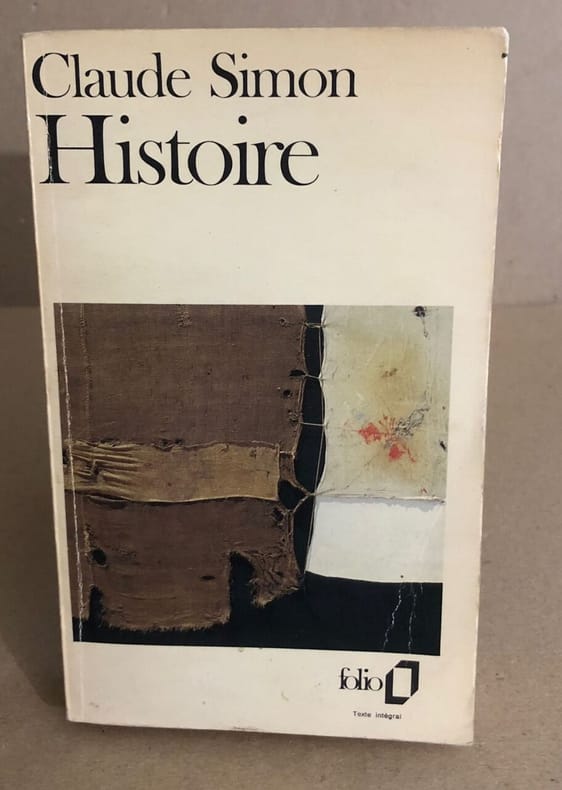 Claude Simon
Histoire
folio
Texte intégral